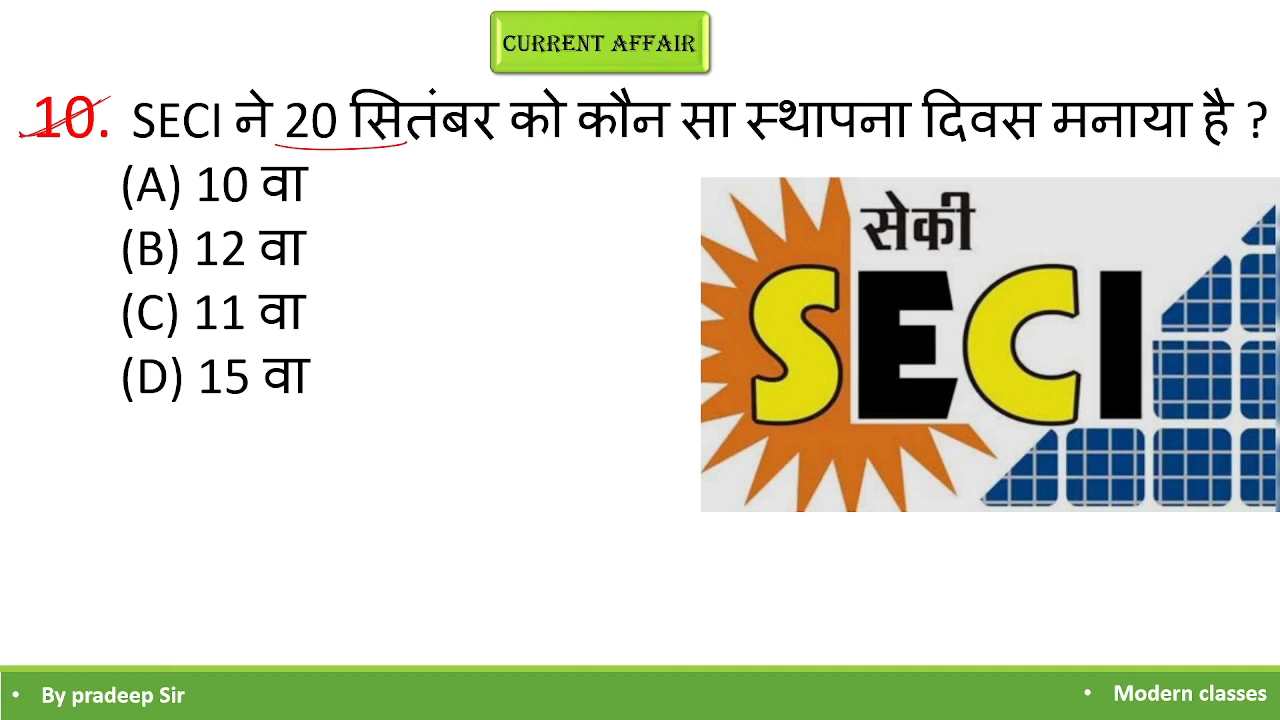 CURRENT AFFAIR
10. SECI ने 20 सितंबर को कौन सा स्थापना दिवस मनाया है ?
(A) 10 वा
(B) 12 वा
(C) 11 वा
(D) 15 वा
सेकी
SECI
• By pradeep Sir
• Modern classes